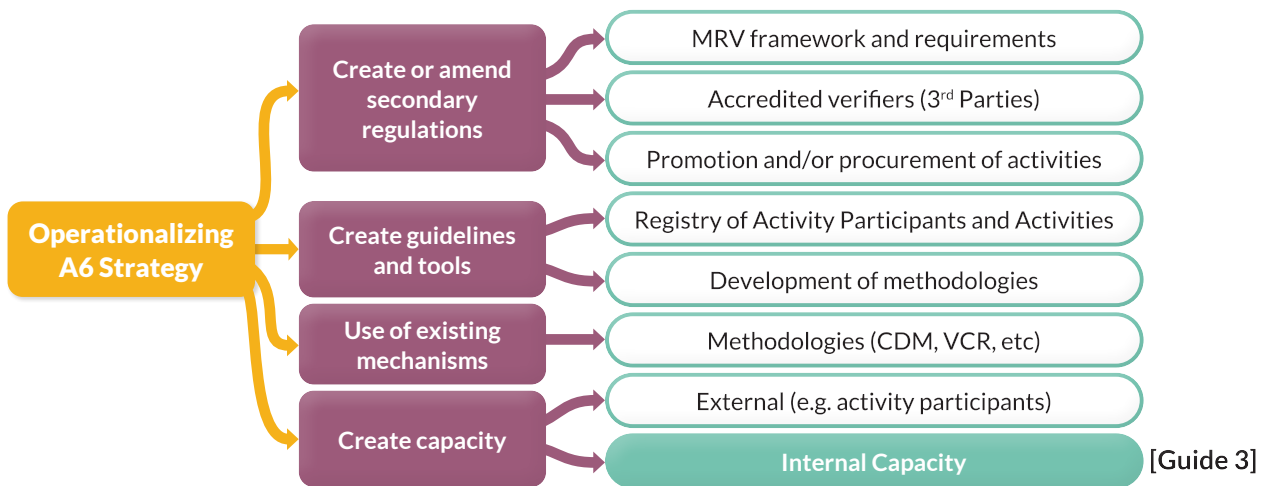 Operationalizing
A6 Strategy
Create or amend
secondary
regulations
MRV framework and requirements
Accredited verifiers (3rd Parties)
Promotion and/or procurement of activities
Create guidelines
and tools
Registry of Activity Participants and Activities
Development of methodologies
Use of existing
mechanisms
Methodologies (CDM, VCR, etc)
Create capacity
External (e.g. activity participants)
Internal Capacity
[Guide 3]